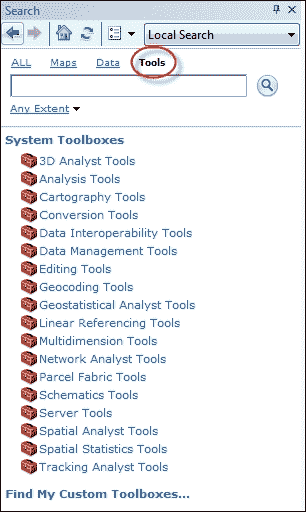 Search
Local Search
ALL Maps Data Tools
Any Extent
System Toolboxes
3D Analyst Tools
Analysis Tools
Cartography Tools
Conversion Tools
Data Interoperability Tools
Data Management Tools
Editing Tools
Geocoding Tools
Geostatistical Analyst Tools
Linear Referencing Tools
Multidimension Tools
Network Analyst Tools
Parcel Fabric Tools
Schematics Tools
Server Tools
Spatial Analyst Tools
Spatial Statistics Tools
Tracking Analyst Tools
Find My Custom Toolboxes...